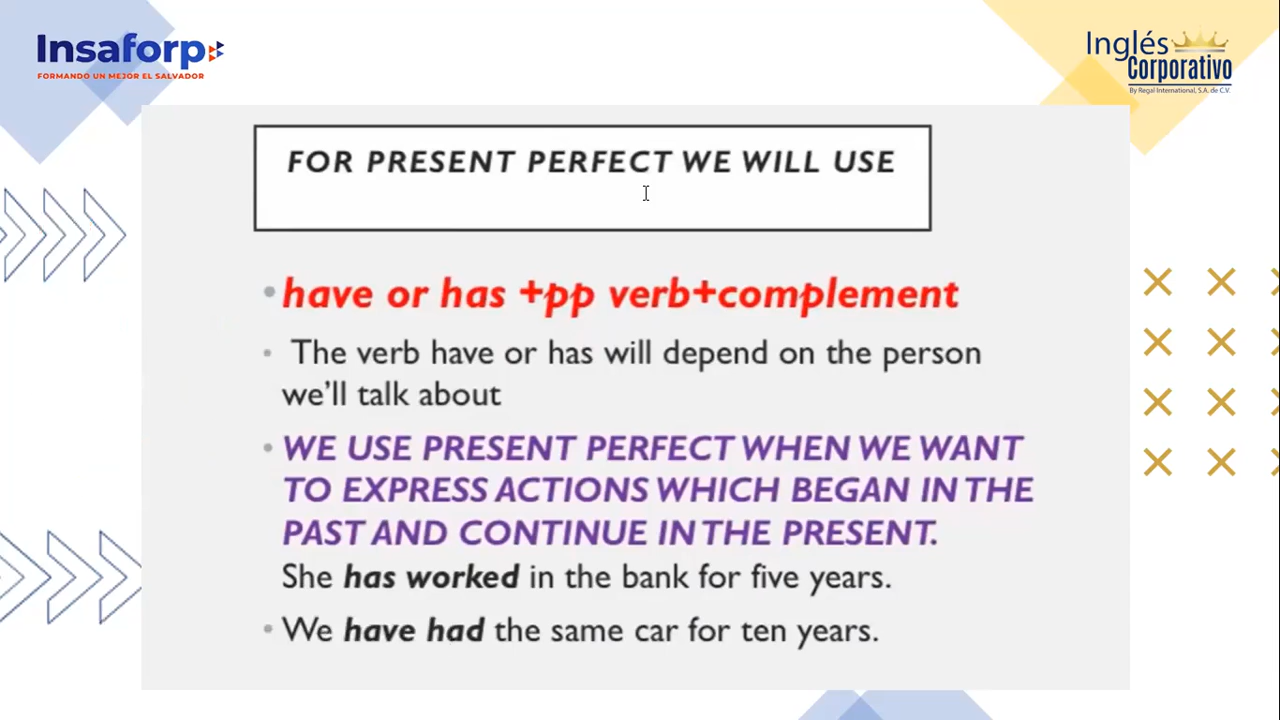 Insaforp
FORMANDO UN MEJOR EL SALVADOR
Inglés
Corporativo
By Regal International, S.A. de C.V.
FOR PRESENT PERFECT WE WILL USE
• have or has +pp verb+complement
• The verb have or has will depend on the person
we'll talk about
• WE USE PRESENT PERFECT WHEN WE WANT
TO EXPRESS ACTIONS WHICH BEGAN IN THE
PAST AND CONTINUE IN THE PRESENT.
She has worked in the bank for five years.
• We have had the same car for ten years.